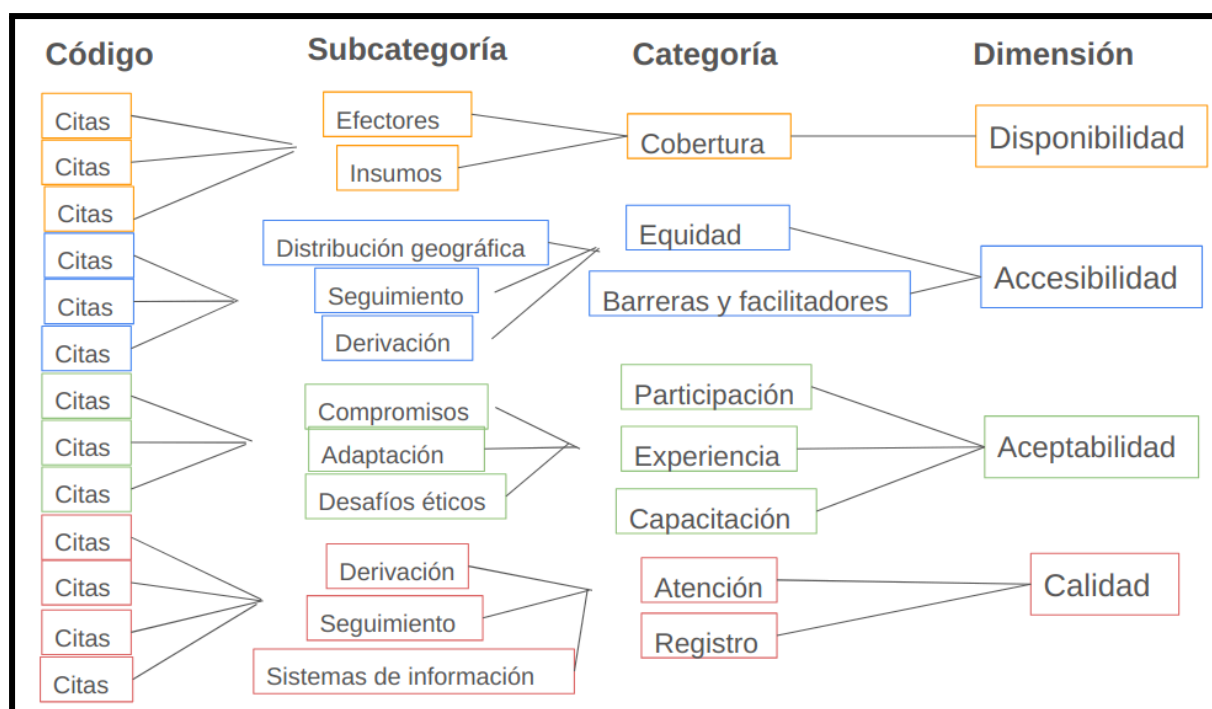 Código
Subcategoría
Categoría
Dimensión
Citas
Citas
Citas
Citas
Citas
Citas
Citas
Citas
Citas
Citas
Citas
Citas
Citas
Efectores
Insumos
Distribución geográfica
Seguimiento
Derivación
Compromisos
Adaptación
Desafíos éticos
Derivación
Seguimiento
Sistemas de información
Cobertura
Equidad
Barreras y facilitadores
Participación
Experiencia
Capacitación
Atención
Registro
Disponibilidad
Accesibilidad
Aceptabilidad
Calidad